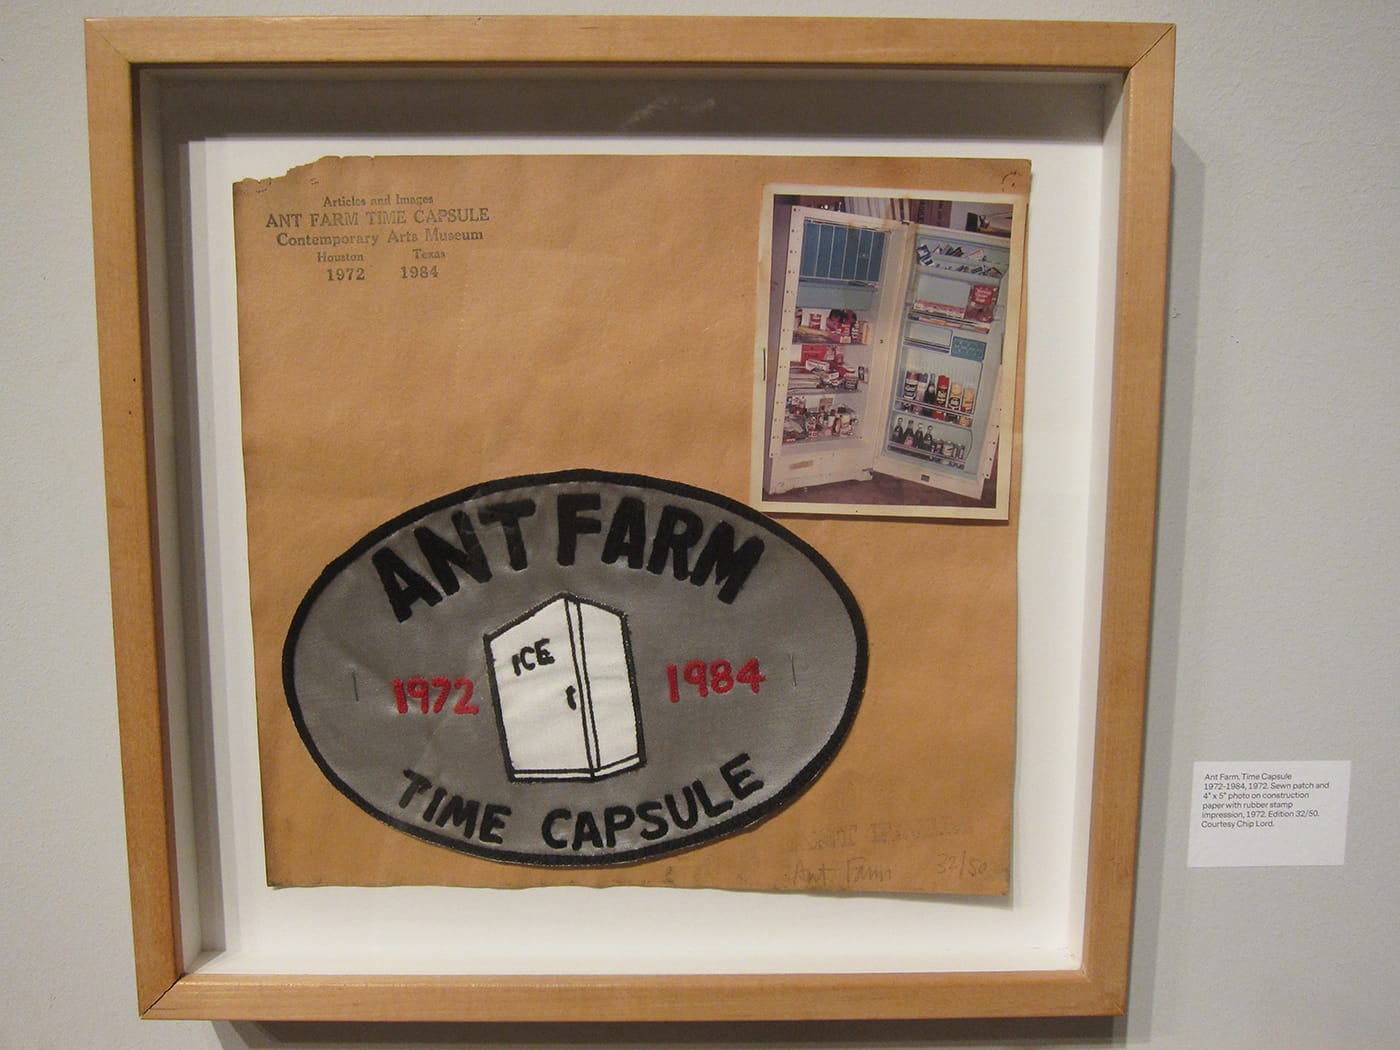 Articles and Images
ANT FARM TIME CAPSULE
Contemporary Arts Museum
Houston Texas
1972 1984
ANT FARM
ICE
1972 1984
TIME CAPSULE
Ant Farm 32/50
Ant Farm. Time Capsule
1972-1984, 1972. Sewn patch and
4" x 5" photo on construction
paper with rubber stamp
impression, 1972. Edition 32/50.
Courtesy Chip Lord.